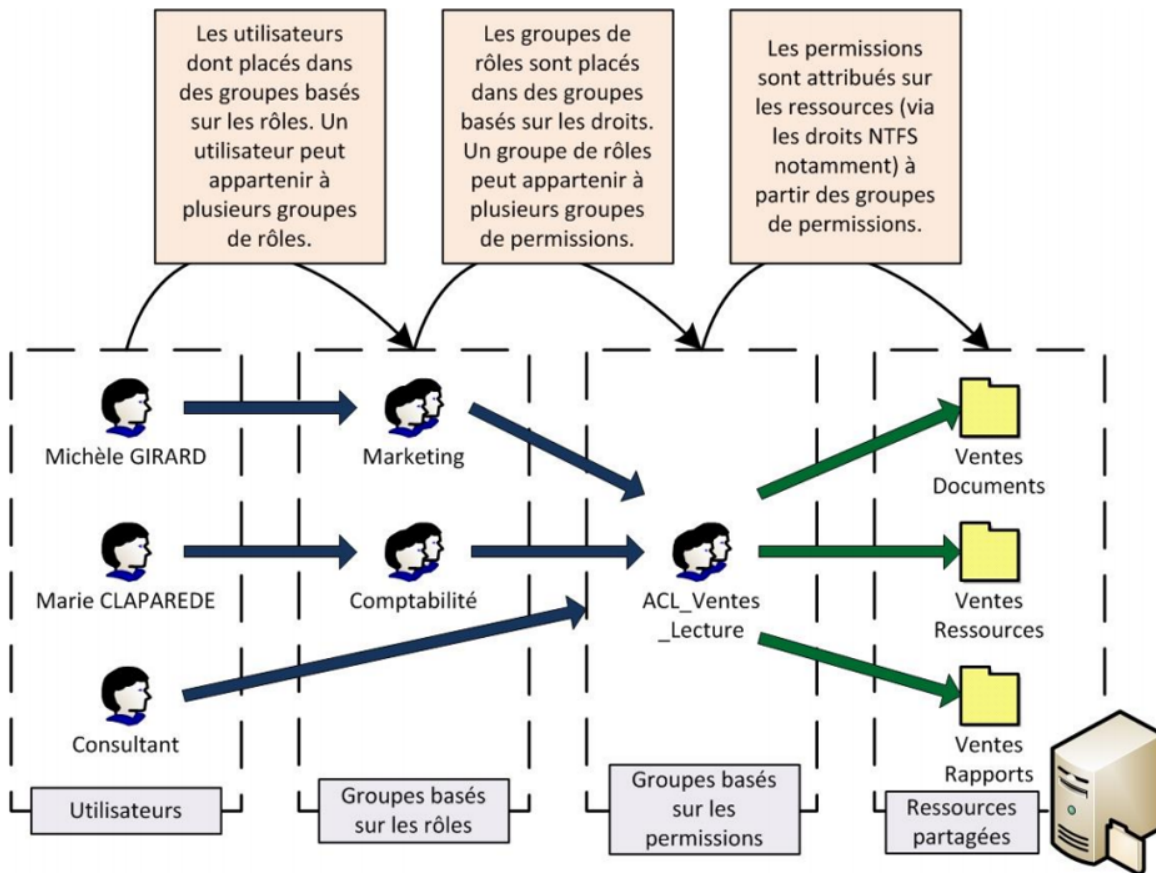 Les utilisateurs
dont placés dans
des groupes basés
sur les rôles. Un
utilisateur peut
appartenir à
plusieurs groupes
de rôles.
Les groupes de
rôles sont placés
dans des groupes
basés sur les droits.
Un groupe de rôles
peut appartenir à
plusieurs groupes
de permissions.
Les permissions
sont attribués sur
les ressources (via
les droits NTFS
notamment) à
partir des groupes
de permissions.
Michèle GIRARD
Marketing
Ventes
Documents
Marie CLAPAREDE
Comptabilité
ACL_Ventes
_Lecture
Ventes
Ressources
Consultant
Ventes
Rapports
Utilisateurs
Groupes basés
sur les rôles
Groupes basés
sur les
permissions
Ressources
partagées